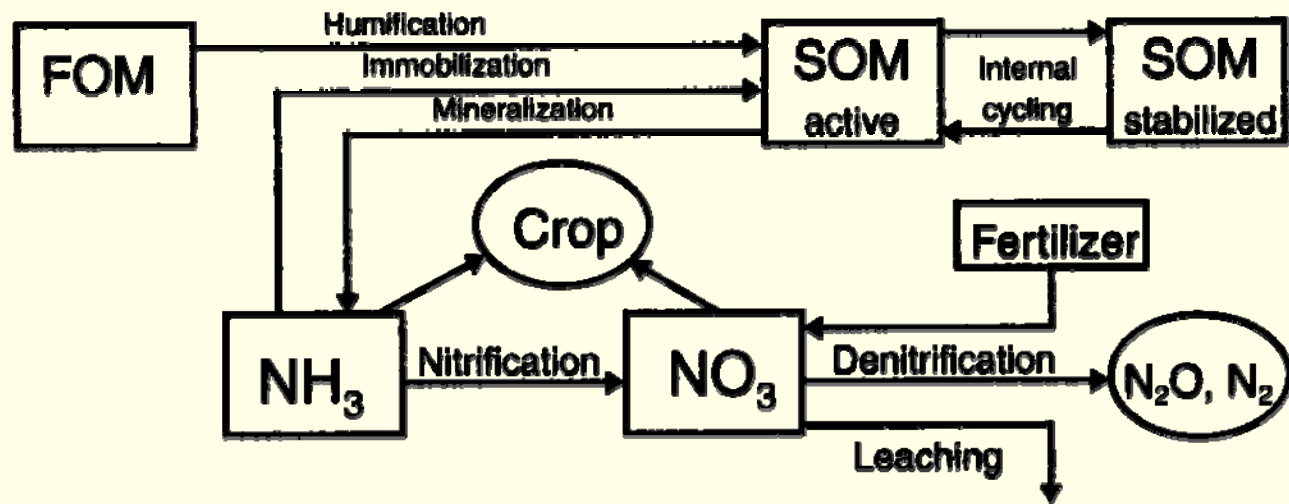 Humification
FOM
Immobilization
Mineralization
SOM
active
Internal
cycling
SOM
stabilized
Crop
Fertilizer
NH₃
Nitrification
NO₃
Denitrification
N₂O, N₂
Leaching